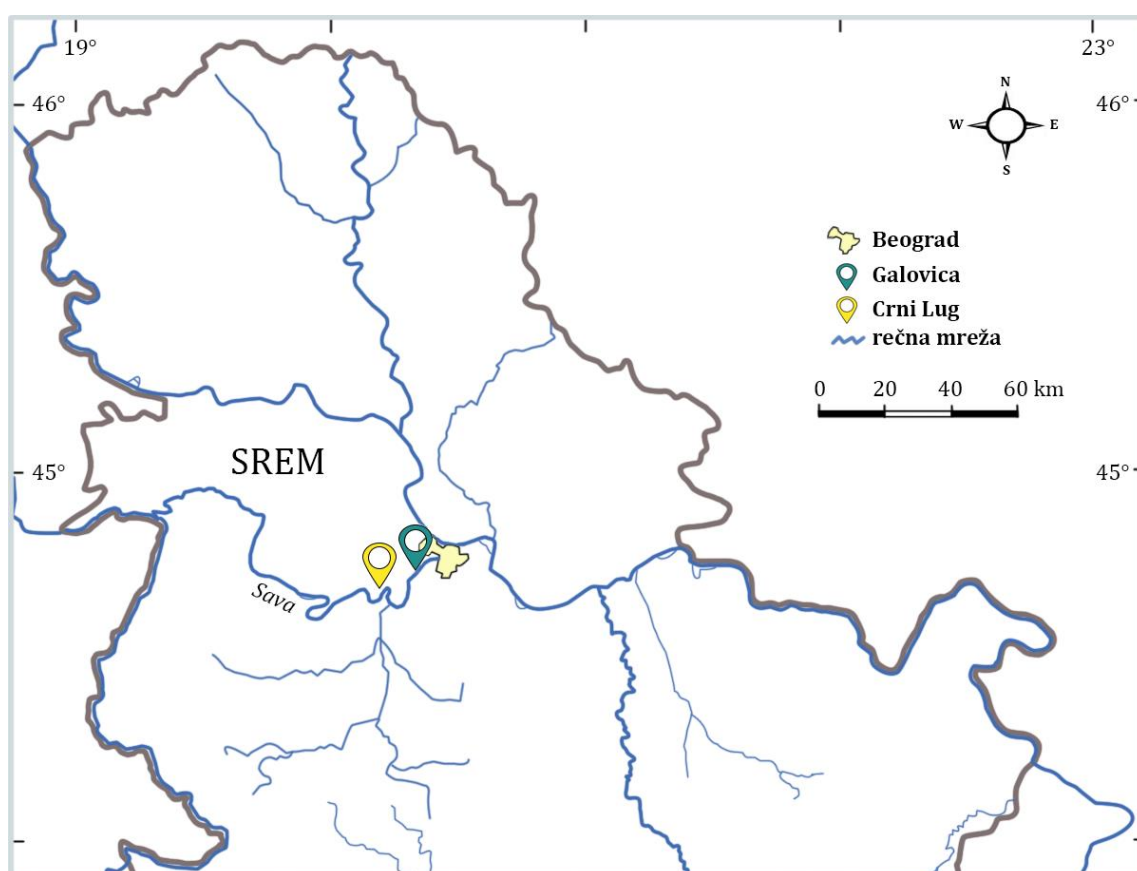 19°
23°
46°
46°
N
W
E
S
Beograd
Galovica
Crni Lug
rečna mreža
0 20 40 60 km
SREM
45°
45°
Sava